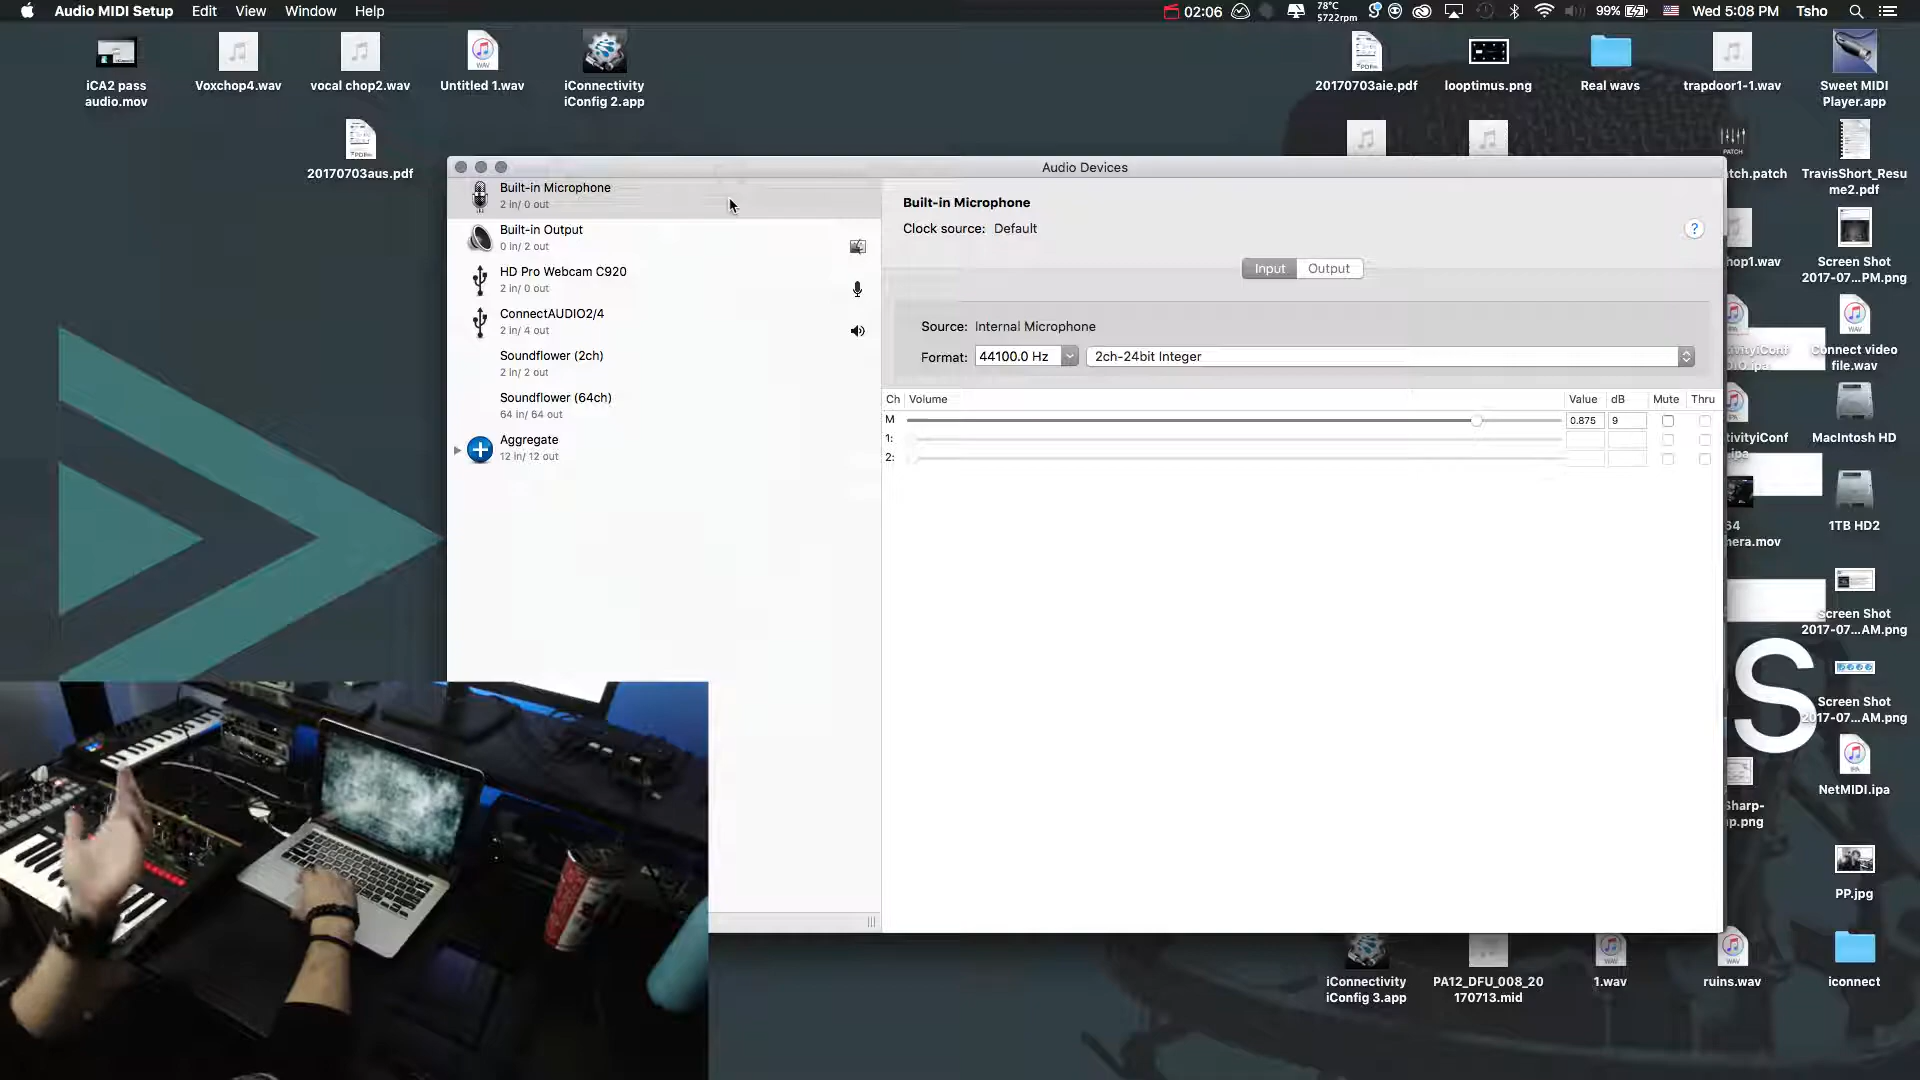 Audio MIDI Setup Edit View Window Help
02:06 78°C 5722rpm 99% Wed 5:08 PM Tsho
iCA2 pass audio.mov
Voxchop4.wav
vocal chop2.wav
Untitled 1.wav
iConnectivity iConfig 2.app
20170703aie.pdf
looptimus.png
Real wavs
trapdoor1-1.wav
Sweet MIDI Player.app
20170703aus.pdf
tch.patch
TravisShort_Resu
me2.pdf
Audio Devices
Built-in Microphone
2 in/ 0 out
Built-in Output
0 in/ 2 out
HD Pro Webcam C920
2 in/ 0 out
ConnectAUDIO2/4
2 in/ 4 out
Soundflower (2ch)
2 in/ 2 out
Soundflower (64ch)
64 in/ 64 out
Aggregate
12 in/ 12 out
Built-in Microphone
Clock source: Default
?
Input Output
Source: Internal Microphone
Format: 44100.0 Hz 2ch-24bit Integer
Ch Volume Value dB Mute Thru
M 0.875 9
1:
2:
hop1.wav
Screen Shot
2017-07...PM.png
Connect video
file.wav
MacIntosh HD
1TB HD2
Screen Shot
2017-07...AM.png
Screen Shot
2017-07...AM.png
S
NetMIDI.ipa
PP.jpg
iConnectivity
iConfig 3.app
PA12_DFU_008_20
170713.mid
1.wav
ruins.wav
iconnect